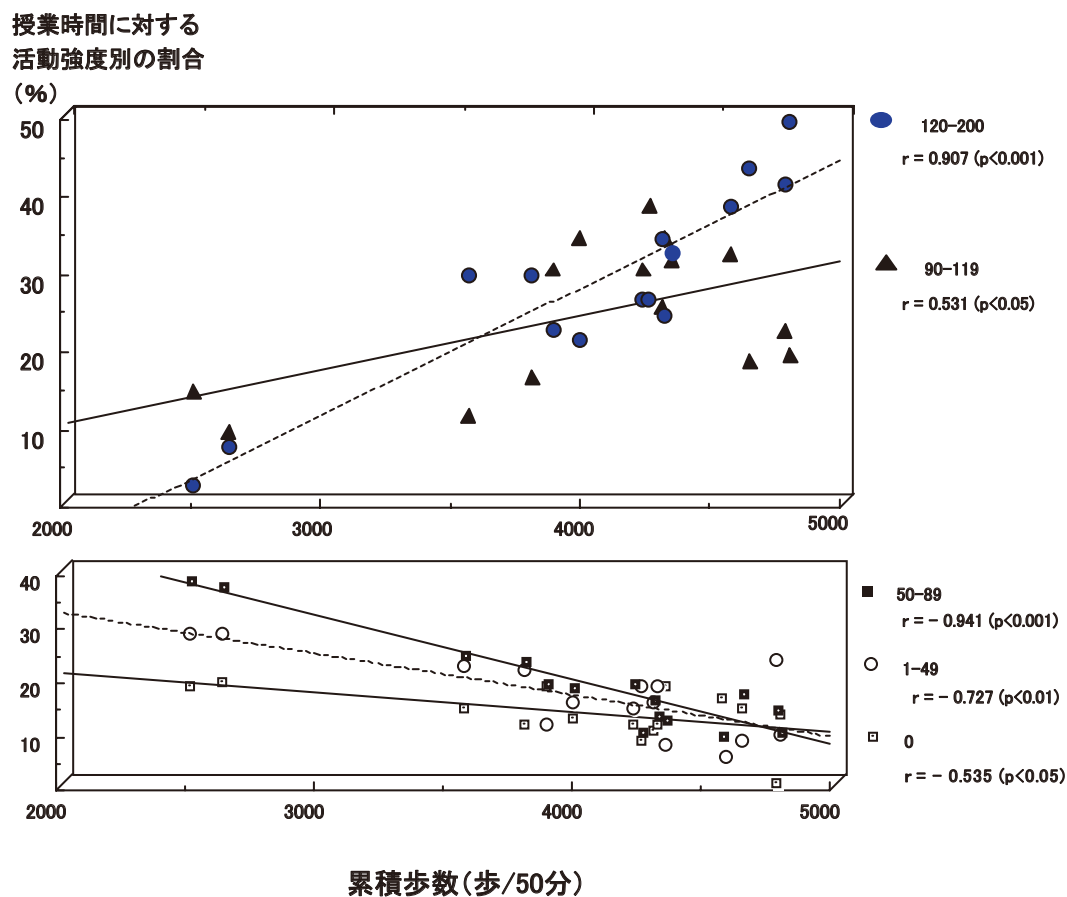 授業時間に対する
活動強度別の割合
（%）
50
40
30
20
10
2000
3000
4000
5000
120−200
r = 0.907 (p<0.001)
90−119
r = 0.531 (p<0.05)
40
30
20
10
2000
3000
4000
5000
50−89
r = − 0.941 (p<0.001)
1−49
r = − 0.727 (p<0.01)
0
r = − 0.535 (p<0.05)
累積歩数（歩/50分）